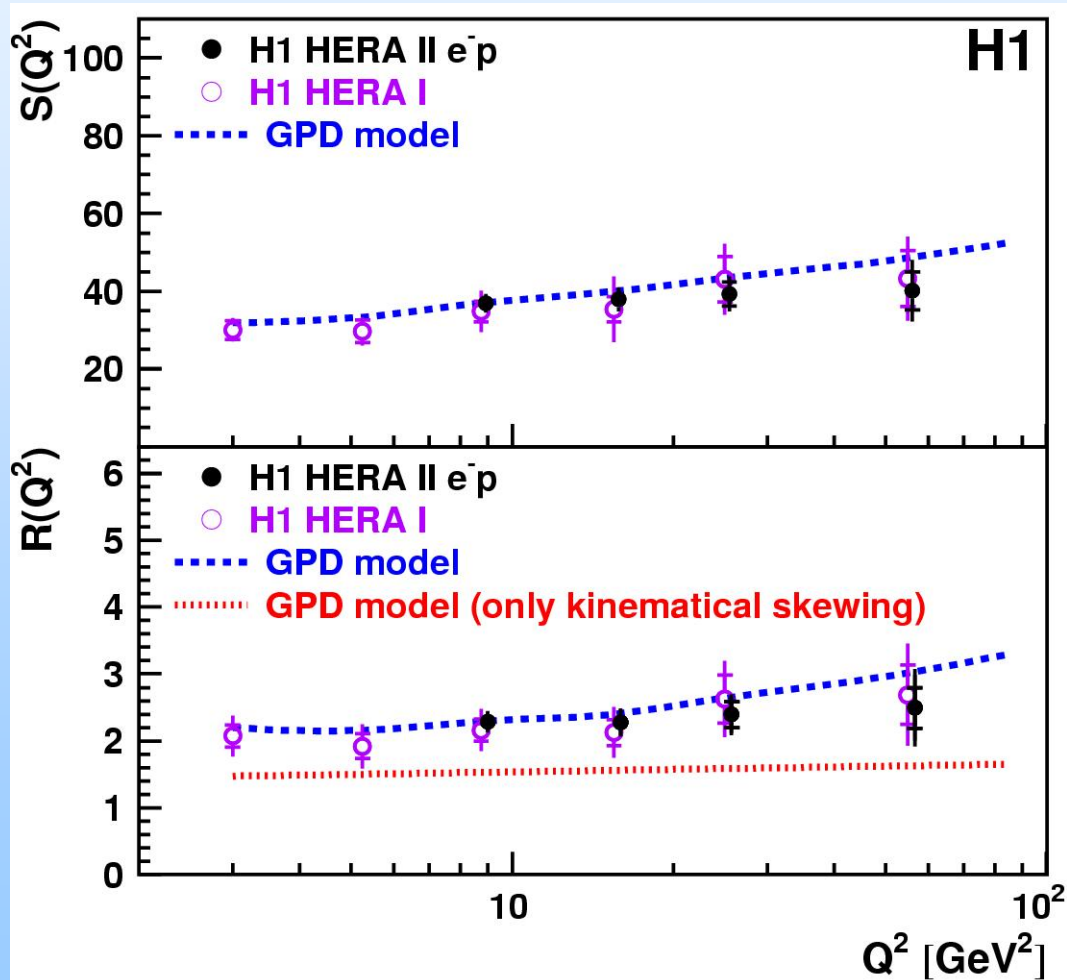 H1
S(Q²)
100
80
60
40
20
H1 HERA II e⁻p
H1 HERA I
GPD model
R(Q²)
6
5
4
3
2
1
0
H1 HERA II e⁻p
H1 HERA I
GPD model
GPD model (only kinematical skewing)
10
10²
Q² [GeV²]